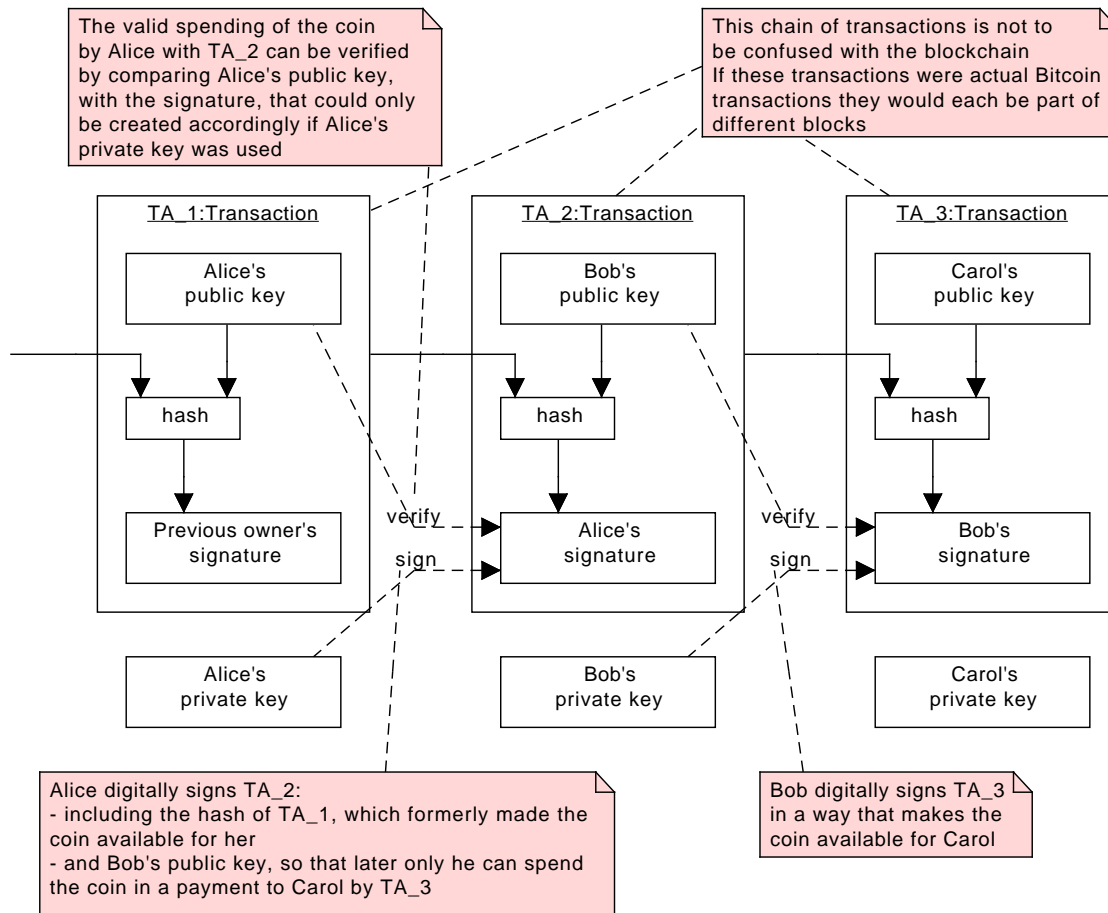 The valid spending of the coin
by Alice with TA_2 can be verified
by comparing Alice's public key,
with the signature, that could only
be created accordingly if Alice's
private key was used
This chain of transactions is not to
be confused with the blockchain
If these transactions were actual Bitcoin
transactions they would each be part of
different blocks
TA_1:Transaction
Alice's
public key
hash
Previous owner's
signature
TA_2:Transaction
Bob's
public key
hash
Alice's
signature
TA_3:Transaction
Carol's
public key
hash
Bob's
signature
verify
sign
verify
sign
Alice's
private key
Bob's
private key
Carol's
private key
Alice digitally signs TA_2:
- including the hash of TA_1, which formerly made the
coin available for her
- and Bob's public key, so that later only he can spend
the coin in a payment to Carol by TA_3
Bob digitally signs TA_3
in a way that makes the
coin available for Carol